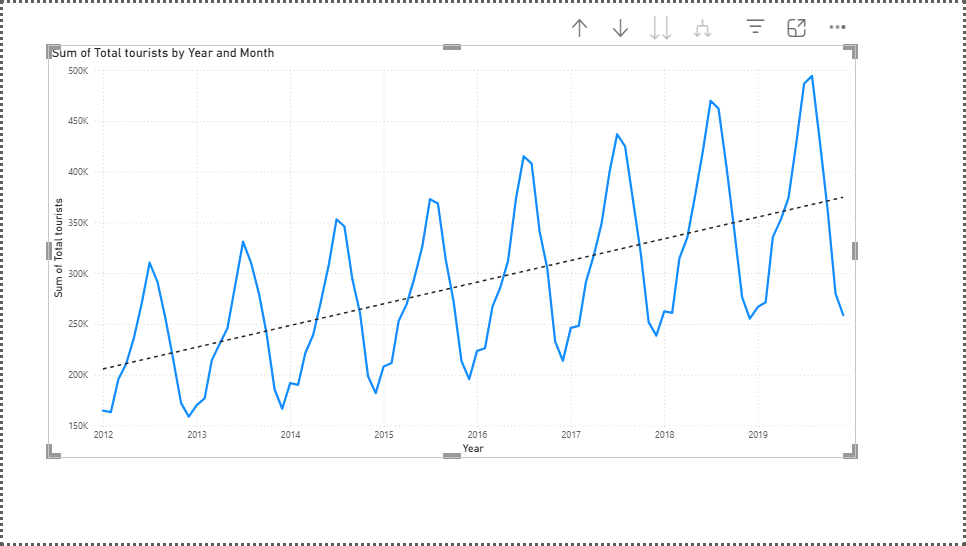 Sum of Total tourists by Year and Month
500K
450K
400K
350K
300K
250K
200K
150K
Sum of Total tourists
2012 2013 2014 2015 2016 2017 2018 2019
Year